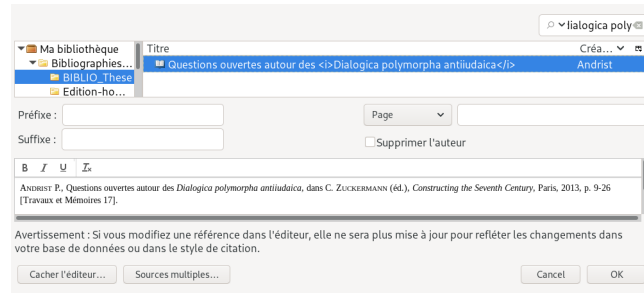 lialogica poly
Ma bibliothèque
Titre
Créa...
Bibliographies...
Questions ouvertes autour des <i>Dialogica polymorpha antiiudaica</i>
Andrist
BIBLIO_These
Edition-ho...
Préfixe :
Page
Suffixe :
Supprimer l'auteur
B I U Tx
ANDRIST P., Questions ouvertes autour des Dialogica polymorpha antiiudaica, dans C. ZUCKERMANN (éd.), Constructing the Seventh Century, Paris, 2013, p. 9-26
[Travaux et Mémoires 17].
Avertissement : Si vous modifiez une référence dans l'éditeur, elle ne sera plus mise à jour pour refléter les changements dans
votre base de données ou dans le style de citation.
Cacher l'éditeur...
Sources multiples...
Cancel
OK